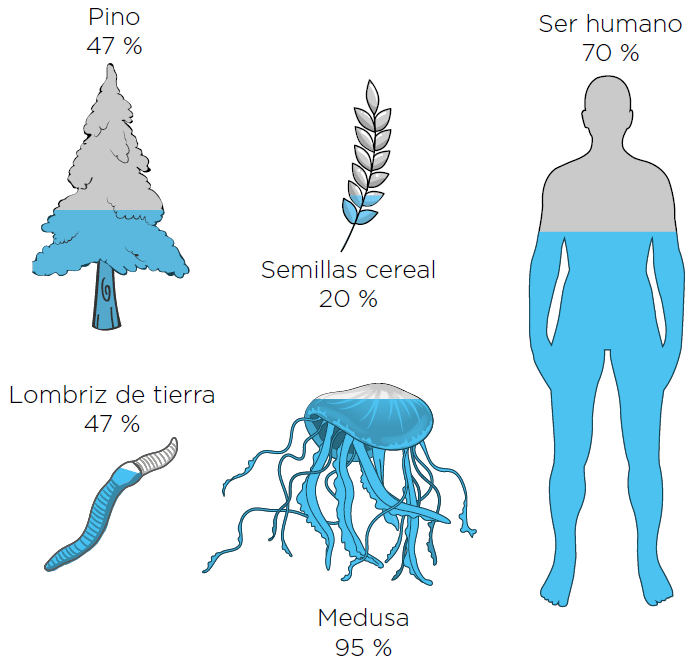 Pino
47 %
Ser humano
70 %
Semillas cereal
20 %
Lombriz de tierra
47 %
Medusa
95 %